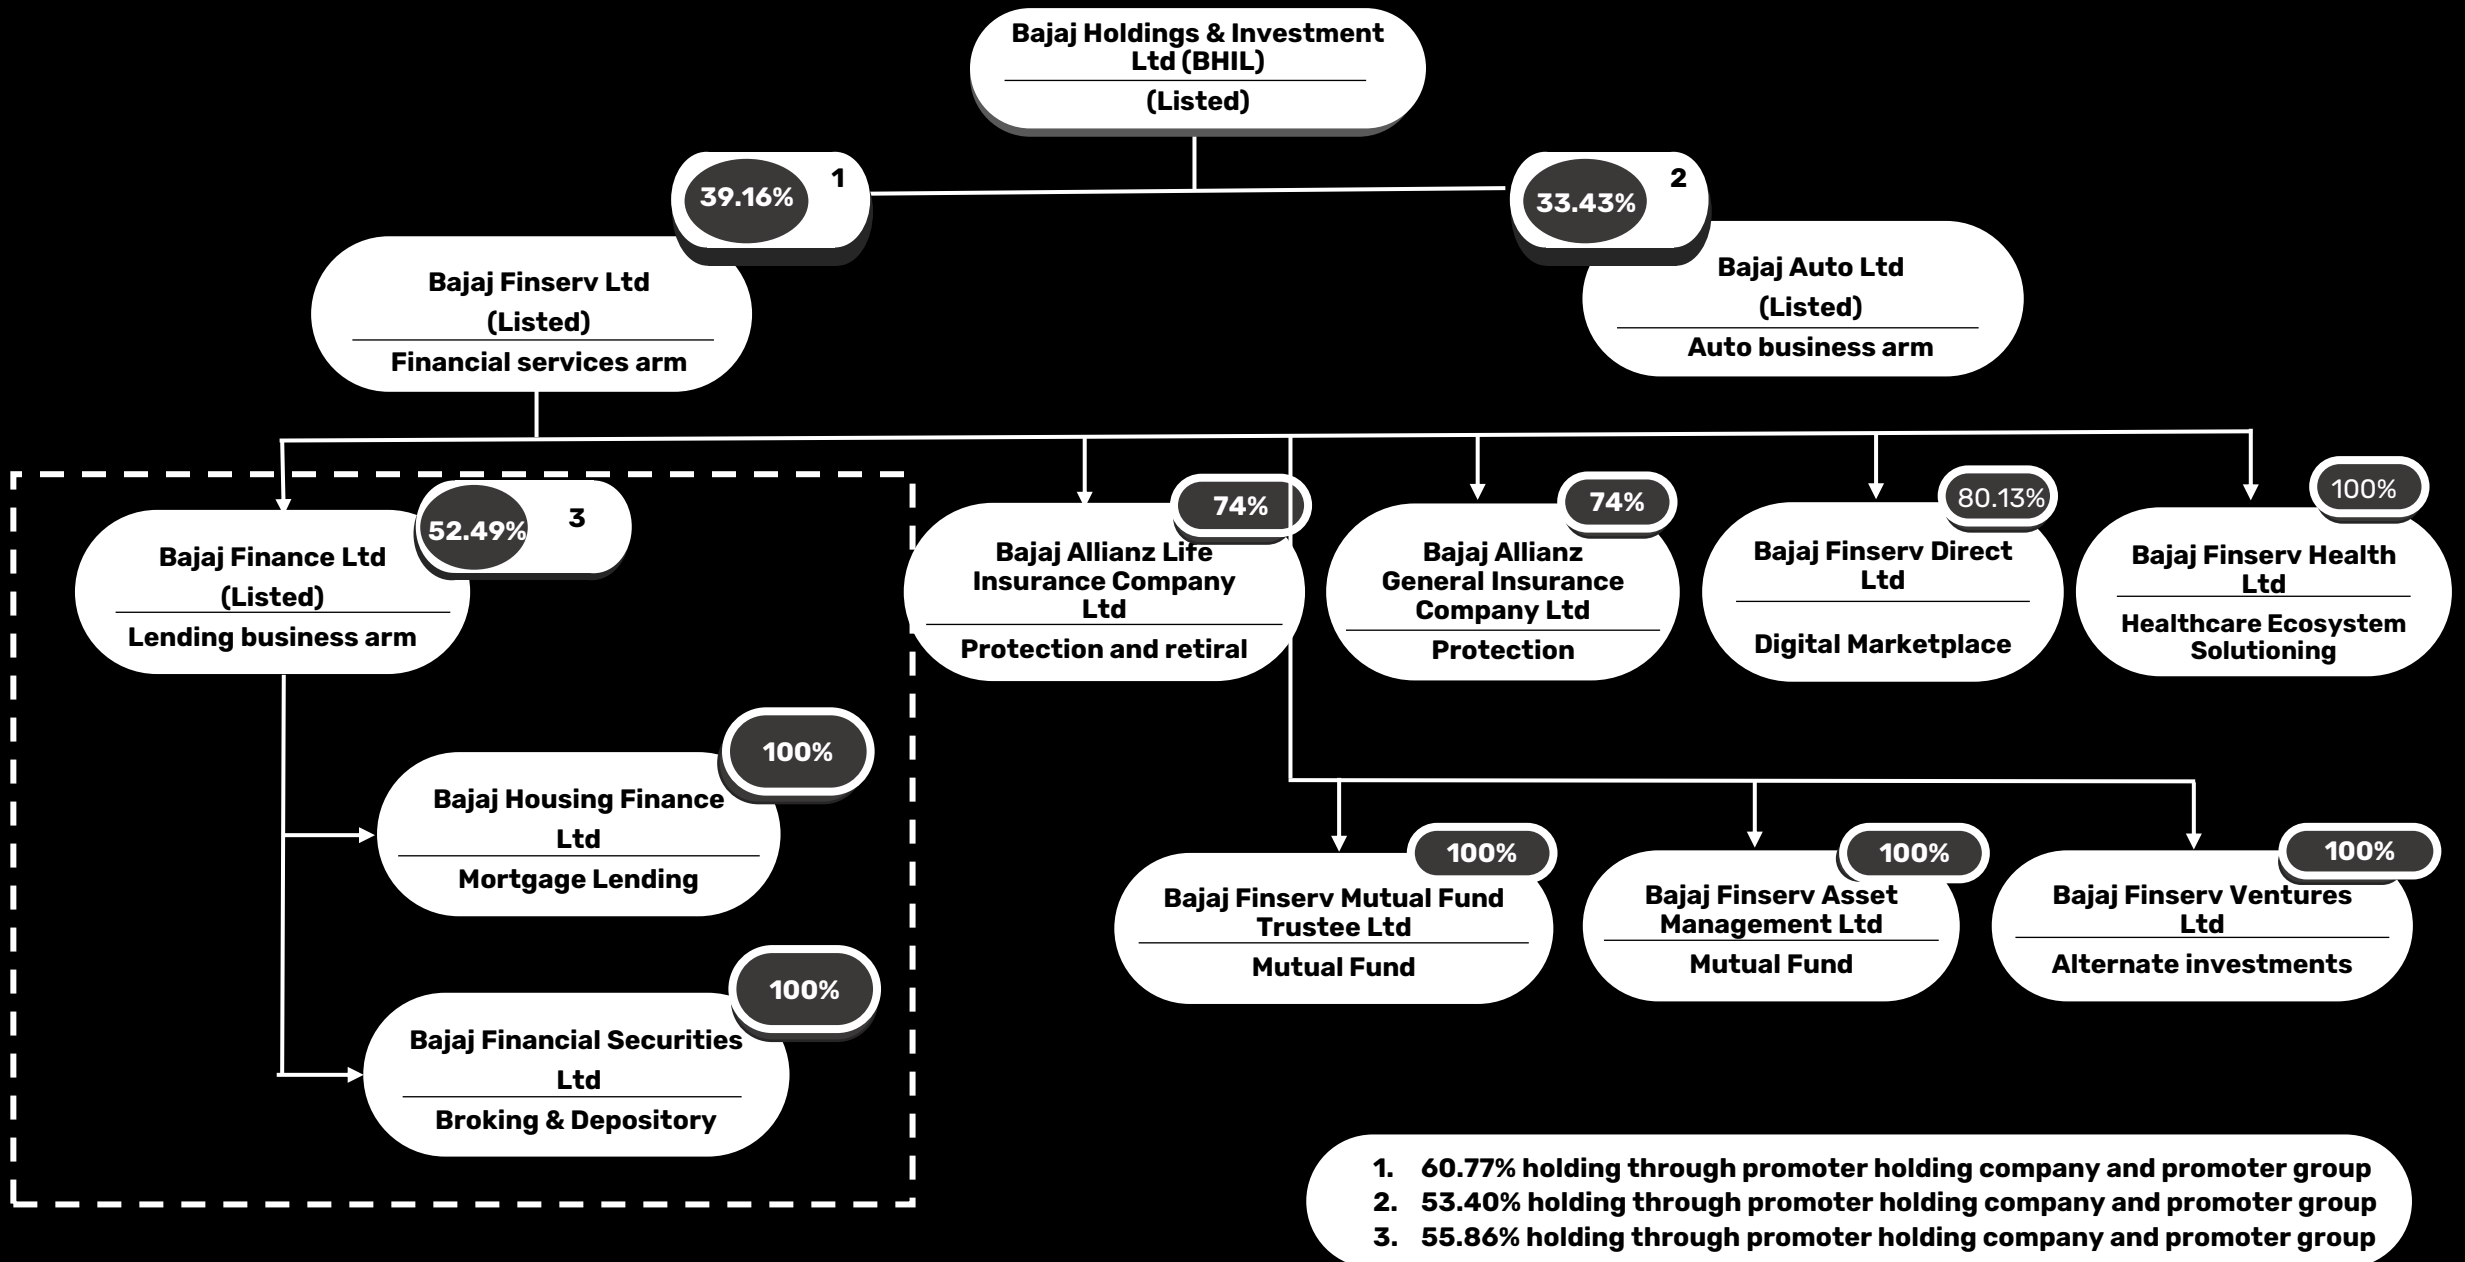 Bajaj Holdings & Investment
Ltd (BHIL)
(Listed)
39.16%
1
33.43%
2
Bajaj Finserv Ltd
(Listed)
Financial services arm
Bajaj Auto Ltd
(Listed)
Auto business arm
52.49%
3
Bajaj Finance Ltd
(Listed)
Lending business arm
74%
Bajaj Allianz Life
Insurance Company
Ltd
Protection and retiral
74%
Bajaj Allianz
General Insurance
Company Ltd
Protection
80.13%
Bajaj Finserv Direct
Ltd
Digital Marketplace
100%
Bajaj Finserv Health
Ltd
Healthcare Ecosystem
Solutioning
100%
Bajaj Housing Finance
Ltd
Mortgage Lending
100%
Bajaj Financial Securities
Ltd
Broking & Depository
100%
Bajaj Finserv Mutual Fund
Trustee Ltd
Mutual Fund
100%
Bajaj Finserv Asset
Management Ltd
Mutual Fund
100%
Bajaj Finserv Ventures
Ltd
Alternate investments
1. 60.77% holding through promoter holding company and promoter group
2. 53.40% holding through promoter holding company and promoter group
3. 55.86% holding through promoter holding company and promoter group